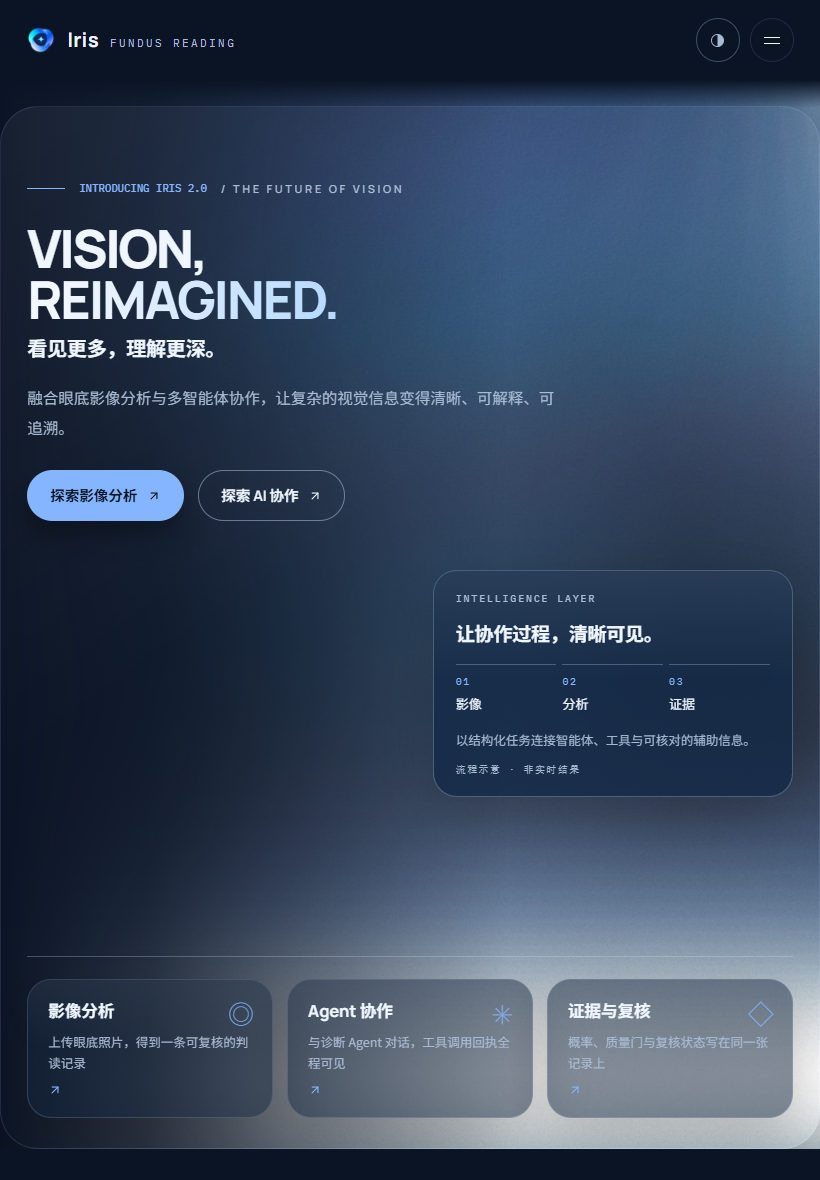 Iris FUNDUS READING
INTRODUCING IRIS 2.0 / THE FUTURE OF VISION
VISION,
REIMAGINED.
看见更多，理解更深。
融合眼底影像分析与多智能体协作，让复杂的视觉信息变得清晰、可解释、可
追溯。
探索影像分析
探索 AI 协作
INTELLIGENCE LAYER
让协作过程，清晰可见。
01 02 03
影像 分析 证据
以结构化任务连接智能体、工具与可核对的辅助信息。
流程示意 · 非实时结果
影像分析
上传眼底照片，得到一条可复核的判
读记录
Agent 协作
与诊断 Agent 对话，工具调用回执全
程可见
证据与复核
概率、质量门与复核状态写在同一张
记录上